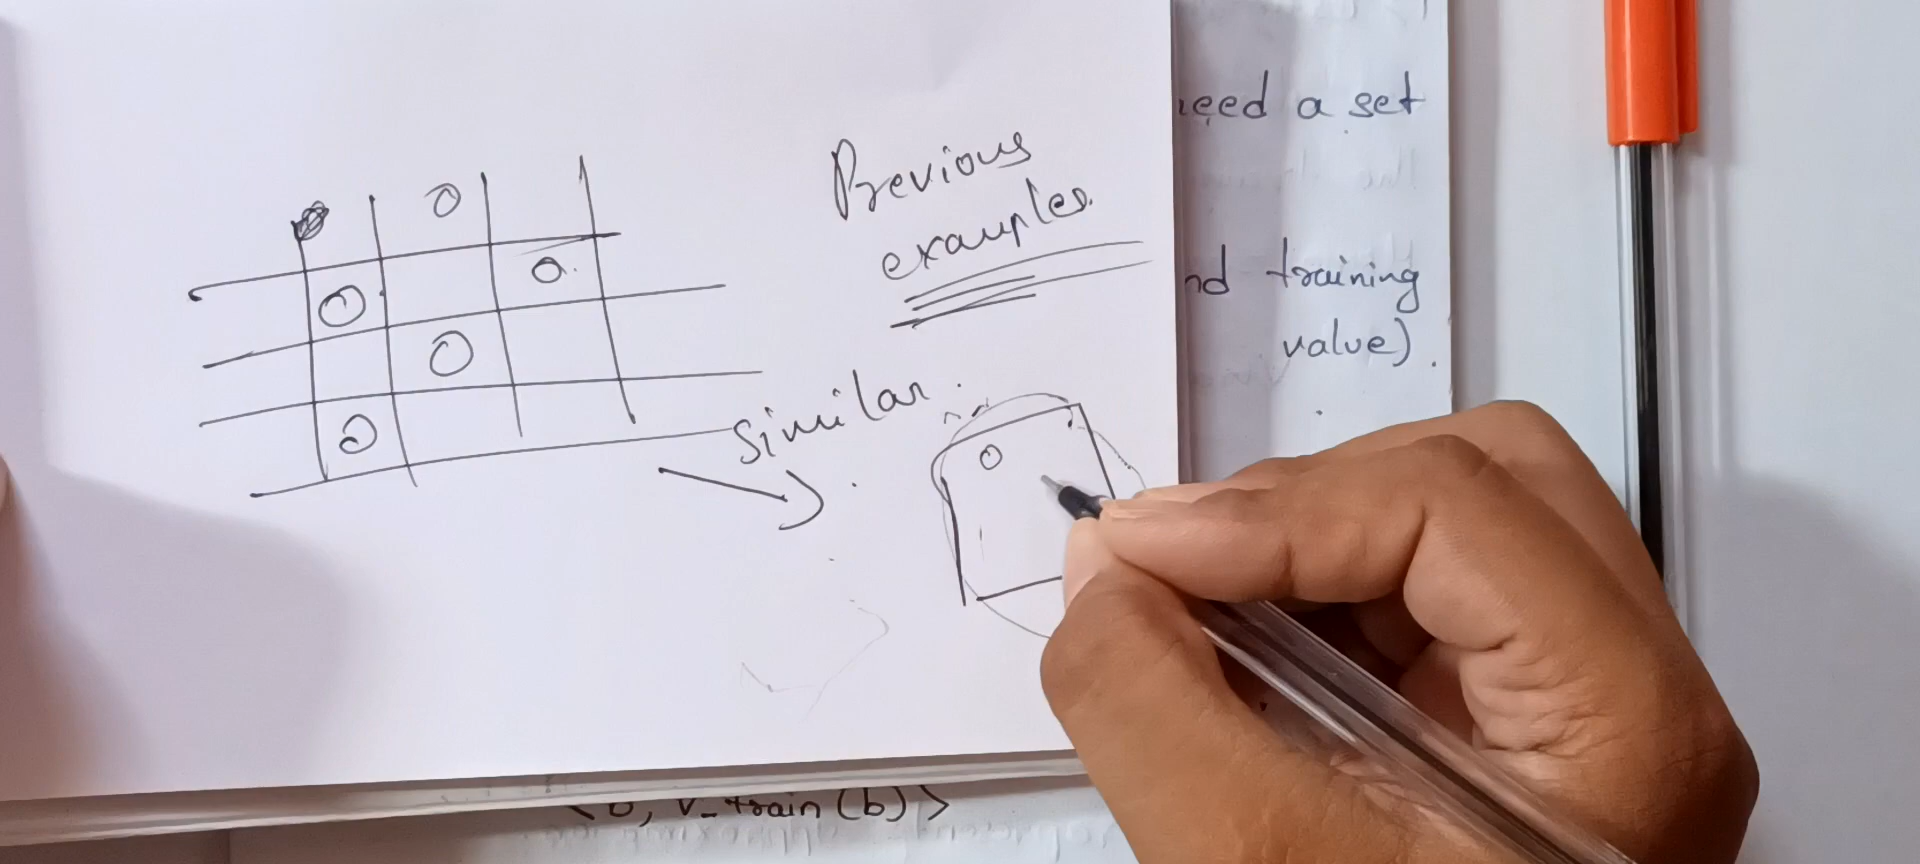 Previous
examples.
similar.
need a set
nd training
value).
<b, v_train(b)>